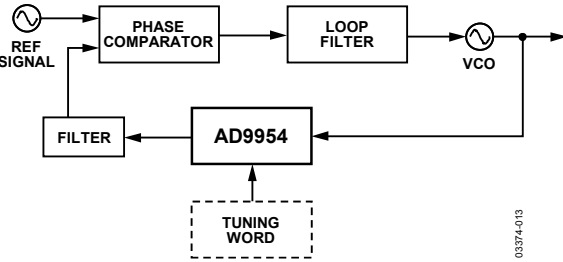 REF
SIGNAL
PHASE
COMPARATOR
LOOP
FILTER
VCO
FILTER
AD9954
TUNING
WORD
03374-013